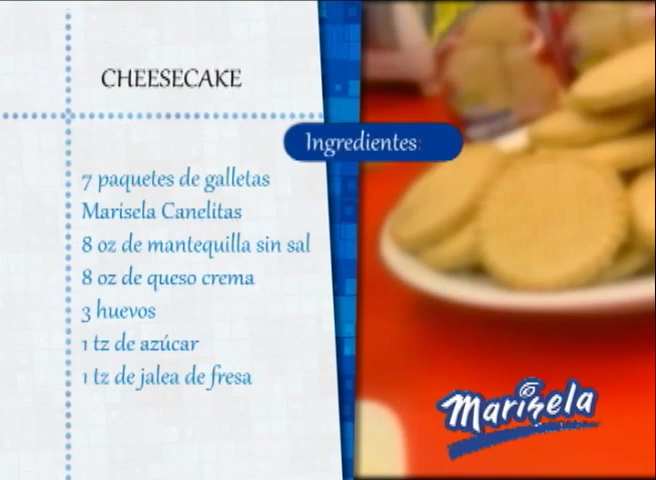 CHEESECAKE
Ingredientes:
7 paquetes de galletas
Marisela Canelitas
8 oz de mantequilla sin sal
8 oz de queso crema
3 huevos
1 tz de azúcar
1 tz de jalea de fresa
Marisela